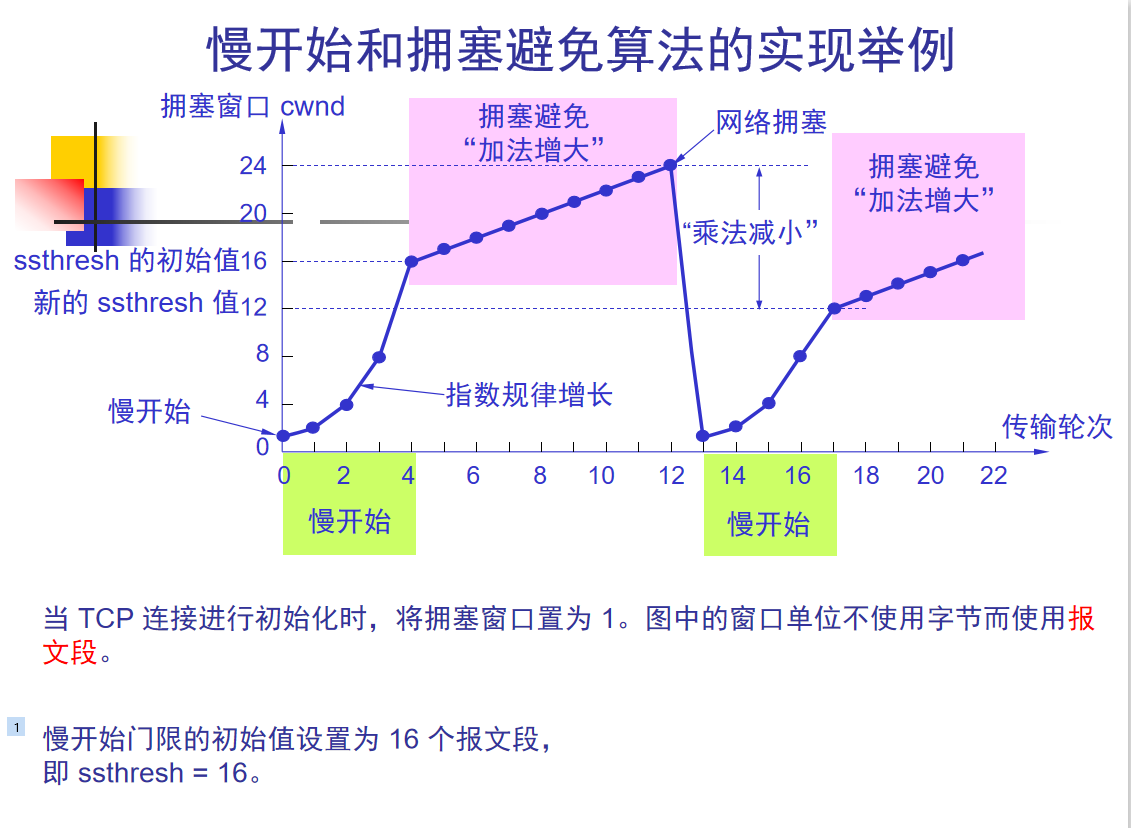 慢开始和拥塞避免算法的实现举例
拥塞窗口 cwnd
拥塞避免
“加法增大”
网络拥塞
拥塞避免
“加法增大”
24
20
“乘法减小”
ssthresh 的初始值16
新的 ssthresh 值12
8
4
指数规律增长
慢开始
0
传输轮次
0 2 4 6 8 10 12 14 16 18 20 22
慢开始
慢开始
当 TCP 连接进行初始化时，将拥塞窗口置为 1。图中的窗口单位不使用字节而使用报
文段。
1
慢开始门限的初始值设置为 16 个报文段，
即 ssthresh = 16。